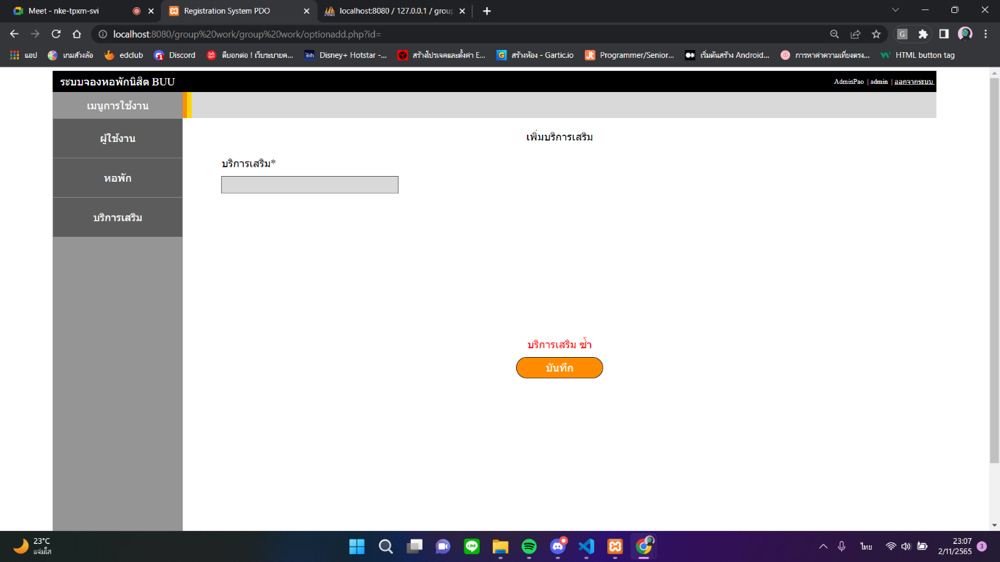 Meet - nke-tpxm-svi
Registration System PDO
localhost:8080 / 127.0.0.1 / group
localhost:8080/group%20work/group%20work/optionadd.php?id=
G
แอป
เกมส์วงล้อ
eddub
Discord
ตีบอกต่อ ! เว็บระบายค...
Disney+ Hotstar -...
สร้างโปรเจคและตั้งค่า E...
สร้างห้อง - Gartic.io
Programmer/Senior...
เริ่มต้นสร้าง Android...
การหาค่าความเที่ยงตรง...
HTML button tag
ระบบจองหอพักนิสิต BUU
AdminPao | admin | ออกจากระบบ
เมนูการใช้งาน
ผู้ใช้งาน
หอพัก
บริการเสริม
เพิ่มบริการเสริม
บริการเสริม*
บริการเสริม ซ้ำ
บันทึก
23°C
แจ่มใส
ไทย
23:07
2/11/2565
3